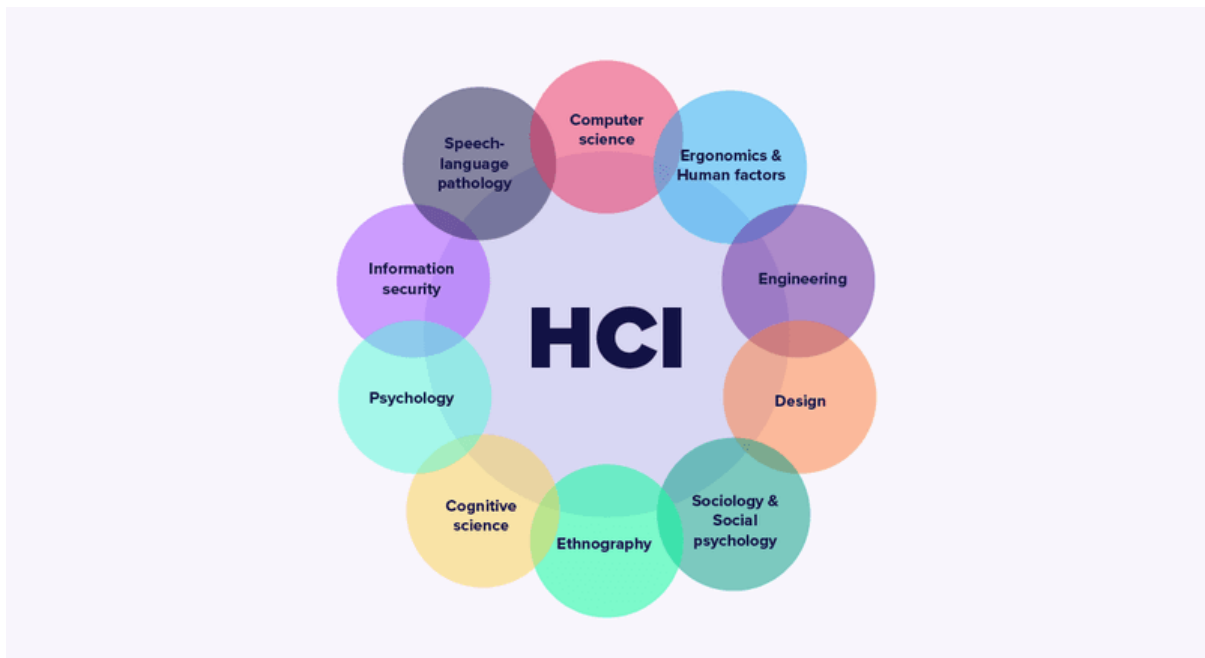 Computer
science
Ergonomics &
Human factors
Engineering
Design
Sociology &
Social
psychology
Ethnography
Cognitive
science
Psychology
Information
security
Speech-
language
pathology
HCI